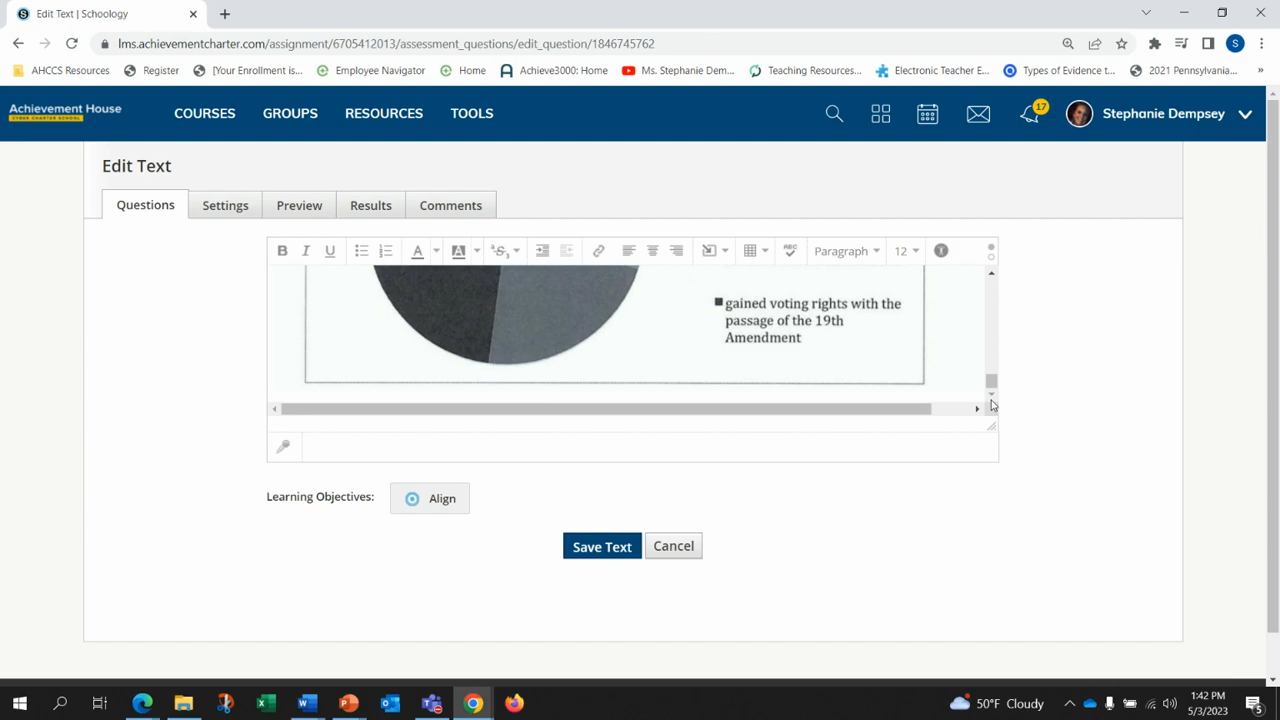 Edit Text | Schoology
lms.achievementcharter.com/assignment/6705412013/assessment_questions/edit_question/1846745762
S
AHCCS Resources
Register
[Your Enrollment is...
Employee Navigator
Home
Achieve3000: Home
Ms. Stephanie Dem...
Teaching Resources...
Electronic Teacher E...
Types of Evidence t...
2021 Pennsylvania...
»
Achievement House
CYBER CHARTER SCHOOL
COURSES
GROUPS
RESOURCES
TOOLS
17
Stephanie Dempsey
Edit Text
Questions
Settings
Preview
Results
Comments
B I U A A S Paragraph 12
gained voting rights with the
passage of the 19th
Amendment
Learning Objectives:
Align
Save Text
Cancel
50°F Cloudy
1:42 PM
5/3/2023
5